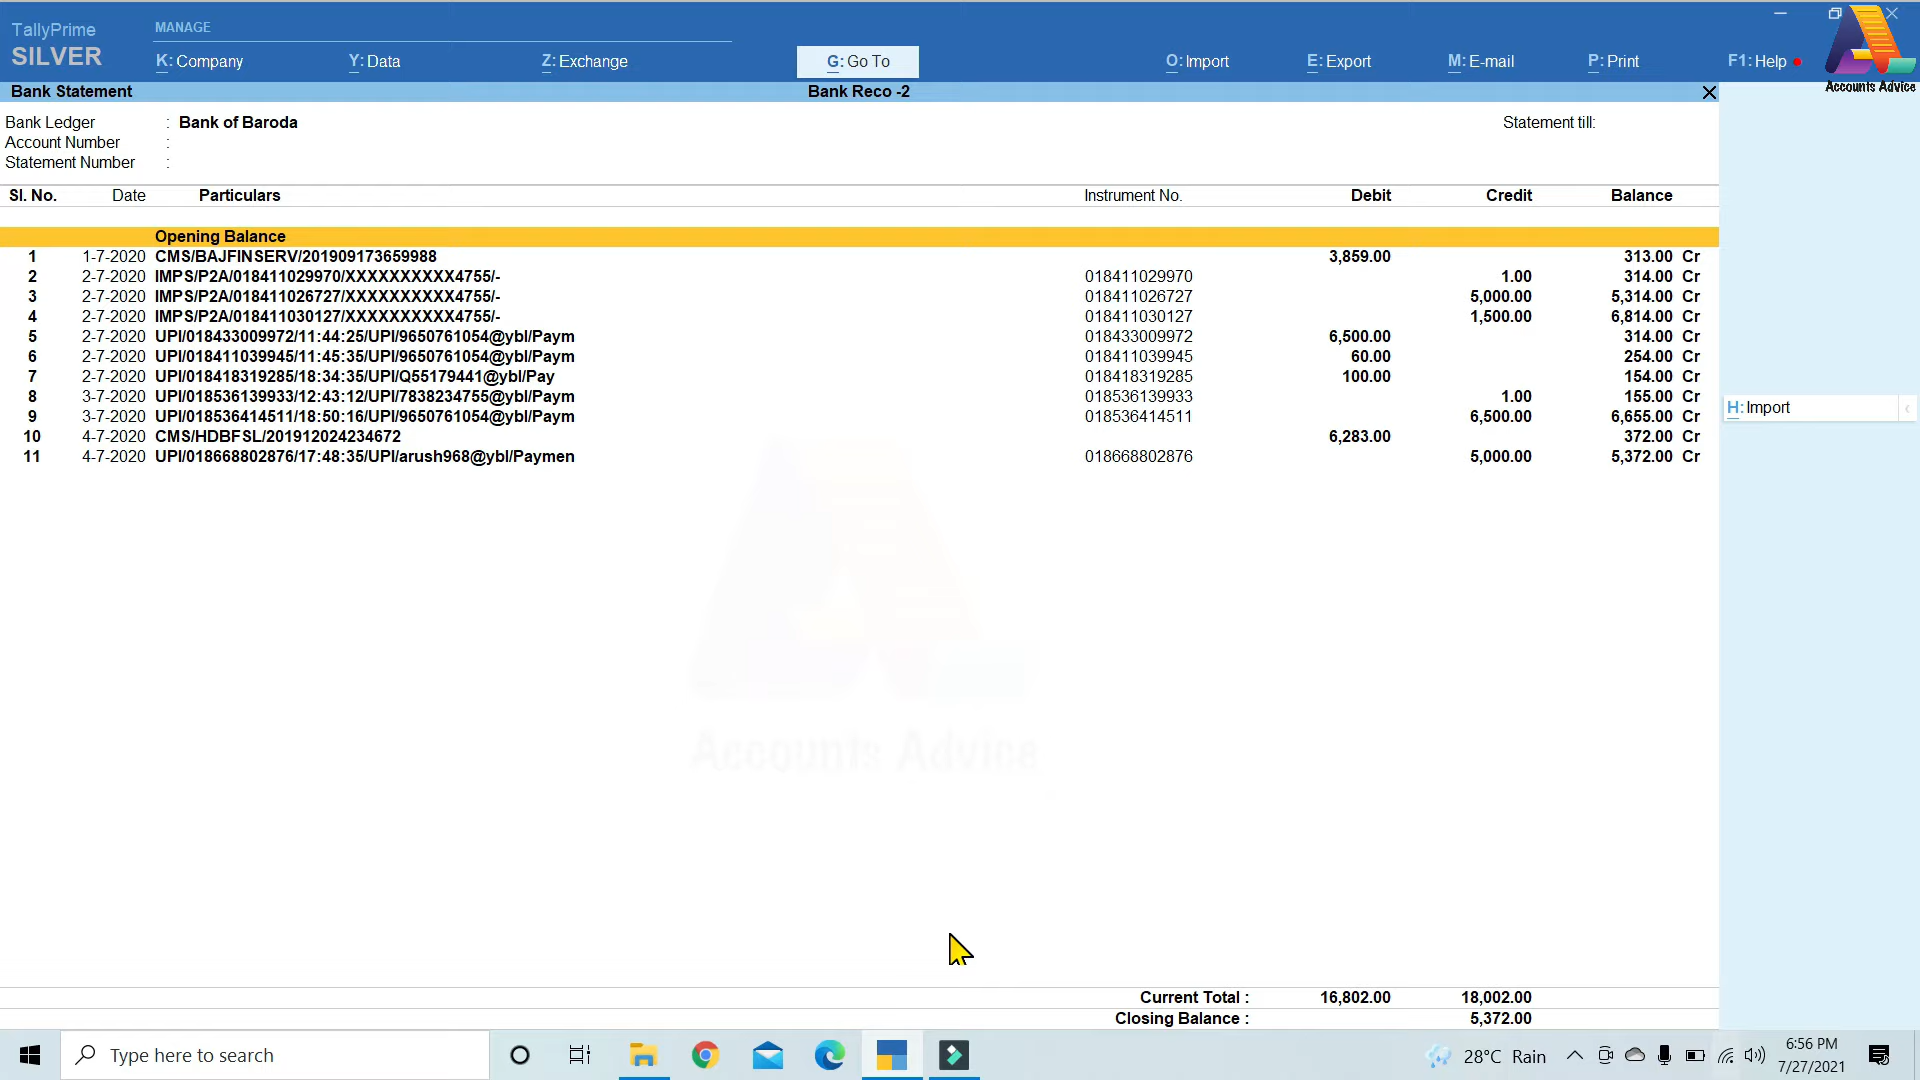 TallyPrime
SILVER
MANAGE
K: Company Y: Data Z: Exchange G: Go To O: Import E: Export M: E-mail P: Print F1: Help
Accounts Advice
Bank Statement Bank Reco -2
Bank Ledger : Bank of Baroda Statement till:
Account Number :
Statement Number :
Sl. No. Date Particulars Instrument No. Debit Credit Balance
Opening Balance
1 1-7-2020 CMS/BAJFINSERV/201909173659988 3,859.00 313.00 Cr
2 2-7-2020 IMPS/P2A/018411029970/XXXXXXXXXX4755/- 018411029970 1.00 314.00 Cr
3 2-7-2020 IMPS/P2A/018411026727/XXXXXXXXXX4755/- 018411026727 5,000.00 5,314.00 Cr
4 2-7-2020 IMPS/P2A/018411030127/XXXXXXXXXX4755/- 018411030127 1,500.00 6,814.00 Cr
5 2-7-2020 UPI/018433009972/11:44:25/UPI/9650761054@ybl/Paym 018433009972 6,500.00 314.00 Cr
6 2-7-2020 UPI/018411039945/11:45:35/UPI/9650761054@ybl/Paym 018411039945 60.00 254.00 Cr
7 2-7-2020 UPI/018418319285/18:34:35/UPI/Q55179441@ybl/Pay 018418319285 100.00 154.00 Cr
8 3-7-2020 UPI/018536139933/12:43:12/UPI/7838234755@ybl/Paym 018536139933 1.00 155.00 Cr
9 3-7-2020 UPI/018536414511/18:50:16/UPI/9650761054@ybl/Paym 018536414511 6,500.00 6,655.00 Cr
10 4-7-2020 CMS/HDBFSL/201912024234672 6,283.00 372.00 Cr
11 4-7-2020 UPI/018668802876/17:48:35/UPI/arush968@ybl/Paymen 018668802876 5,000.00 5,372.00 Cr
H: Import
Accounts Advice
Current Total : 16,802.00 18,002.00
Closing Balance : 5,372.00
Type here to search
28°C Rain
6:56 PM
7/27/2021